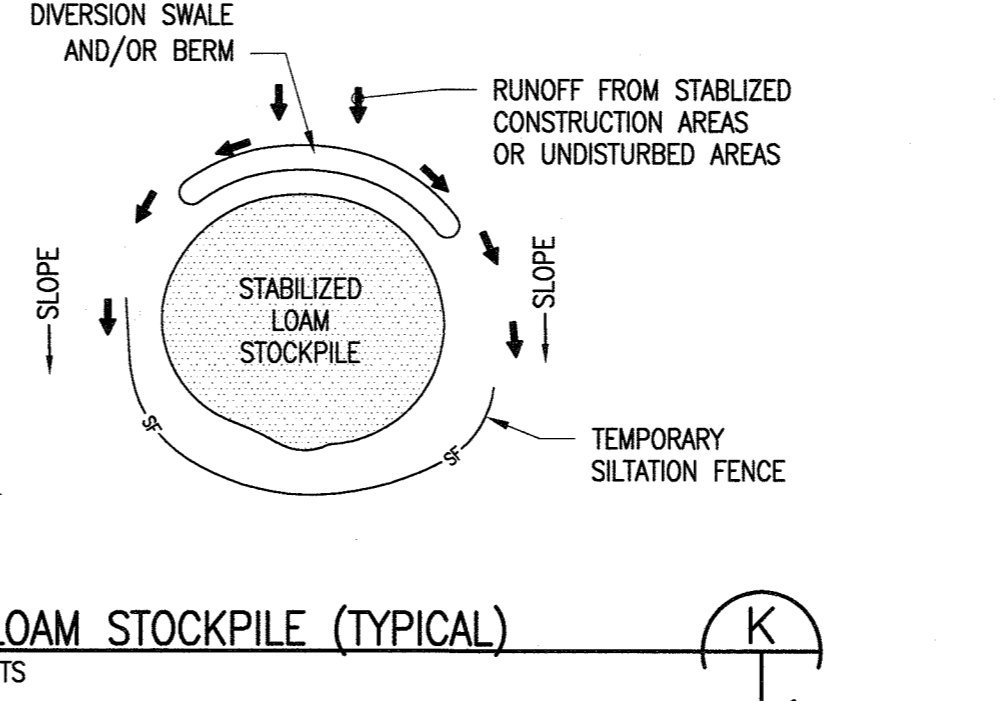 DIVERSION SWALE
AND/OR BERM
RUNOFF FROM STABLIZED
CONSTRUCTION AREAS
OR UNDISTURBED AREAS
SLOPE
SLOPE
STABILIZED
LOAM
STOCKPILE
SF
SF
TEMPORARY
SILTATION FENCE
LOAM STOCKPILE (TYPICAL)
K
TS